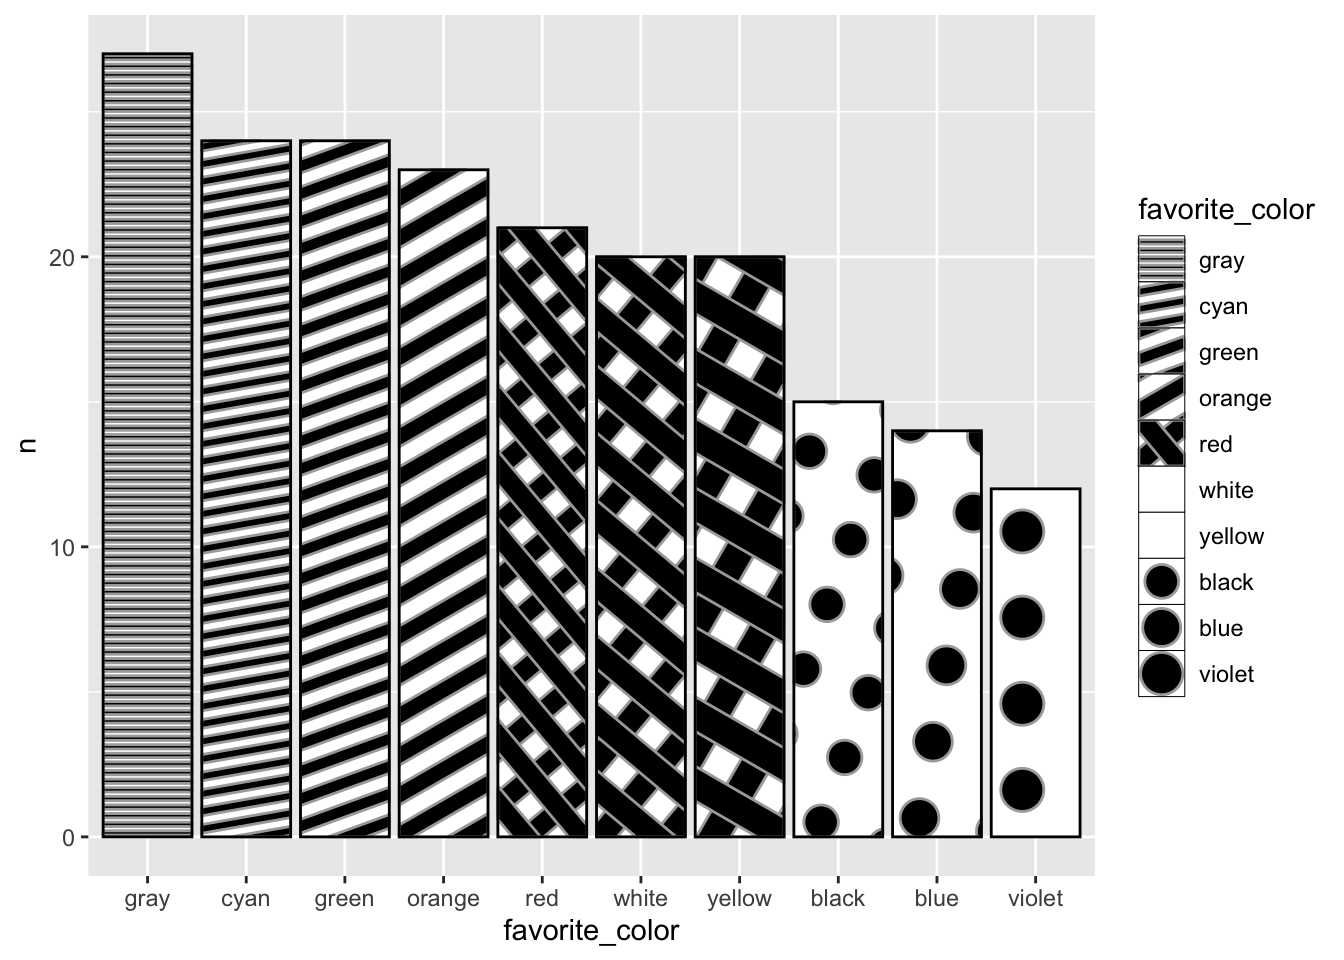 n
20
10
0
gray cyan green orange red white yellow black blue violet
favorite_color
favorite_color
gray
cyan
green
orange
red
white
yellow
black
blue
violet